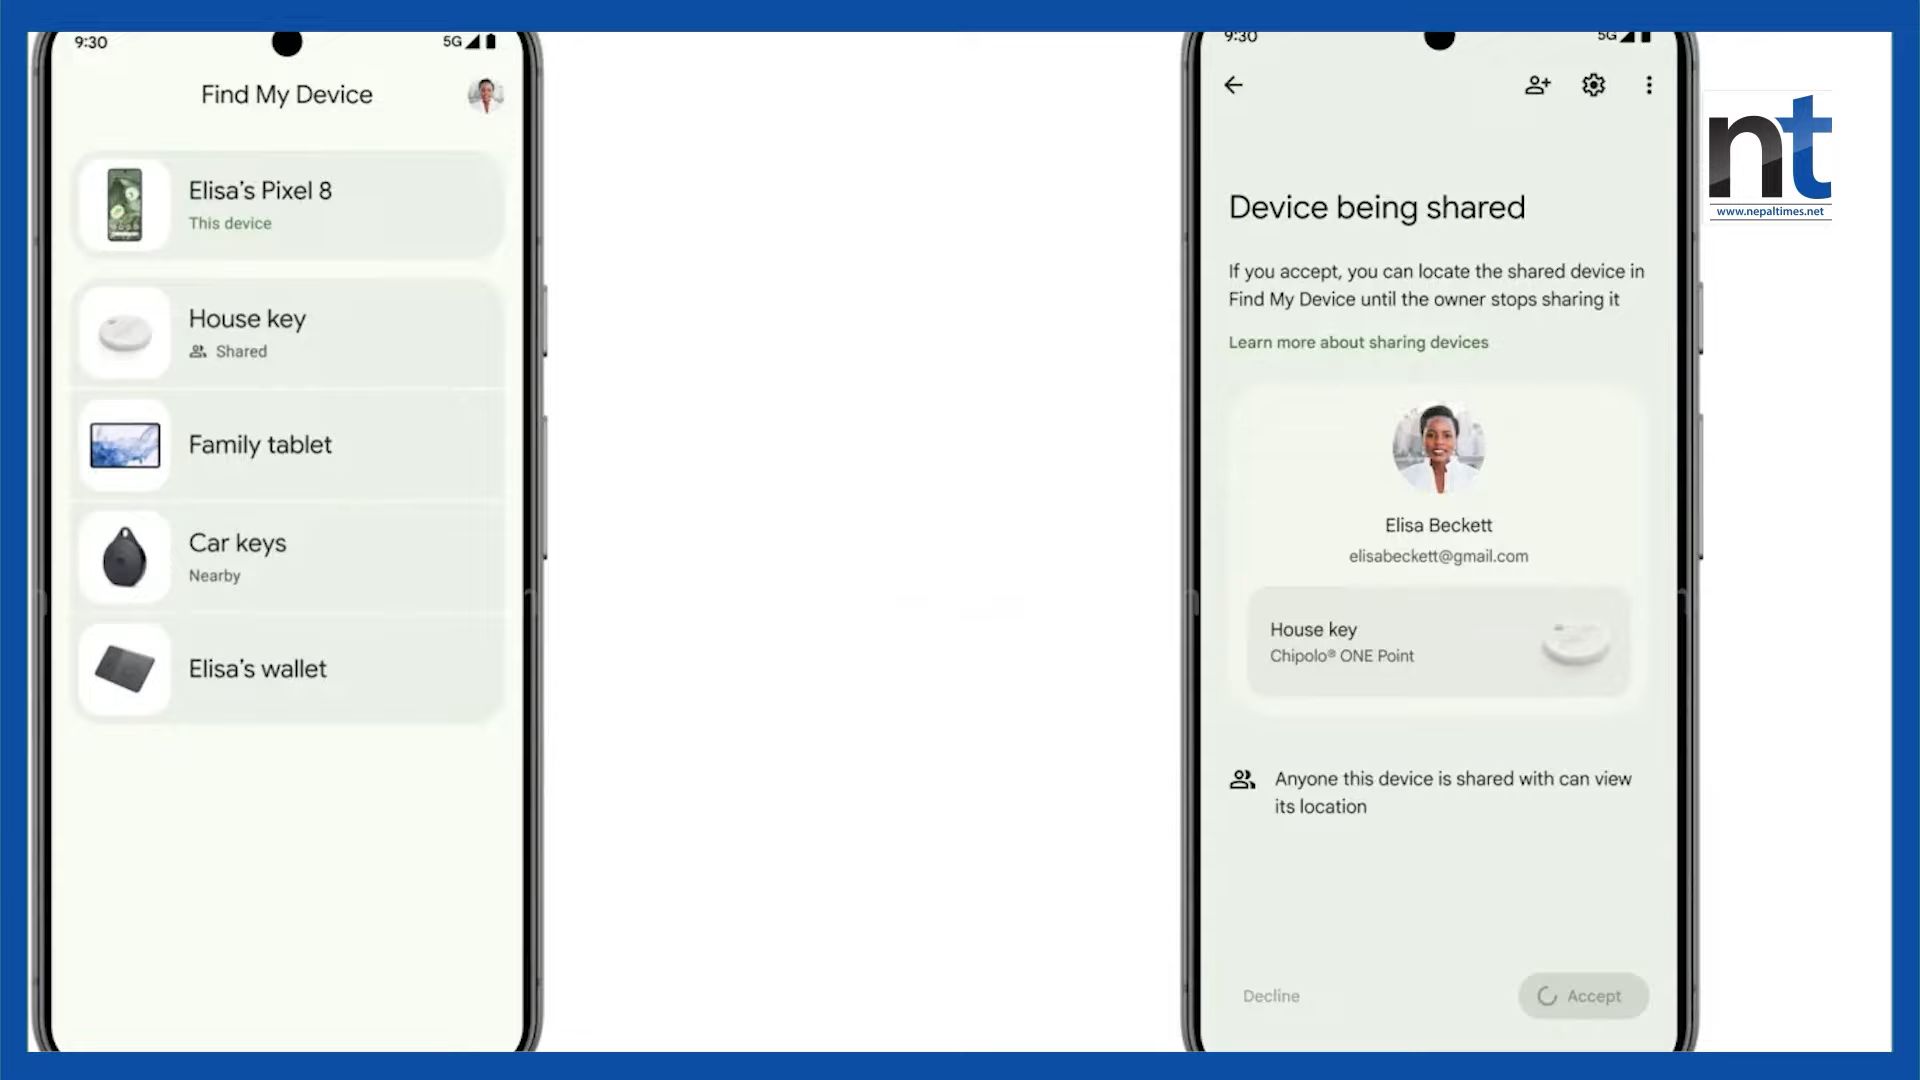 9:30
5G
Find My Device
Elisa's Pixel 8
This device
House key
Shared
Family tablet
Car keys
Nearby
Elisa's wallet
9:30
5G
Device being shared
If you accept, you can locate the shared device in
Find My Device until the owner stops sharing it
Learn more about sharing devices
Elisa Beckett
elisabeckett@gmail.com
House key
Chipolo® ONE Point
Anyone this device is shared with can view
its location
Decline
Accept
nt
www.nepaltimes.net